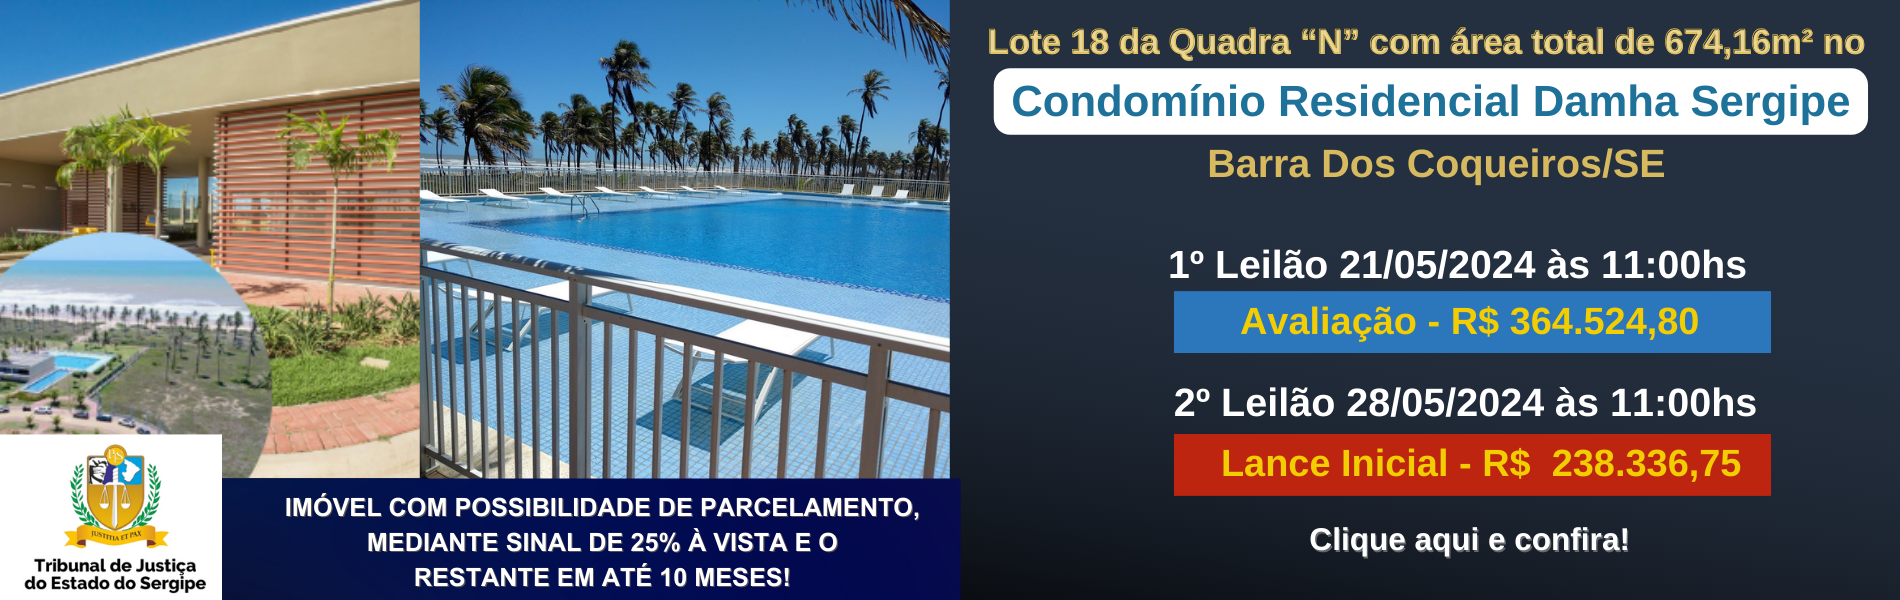 Lote 18 da Quadra “N” com área total de 674,16m² no
Condomínio Residencial Damha Sergipe
Barra Dos Coqueiros/SE
1º Leilão 21/05/2024 às 11:00hs
Avaliação - R$ 364.524,80
2º Leilão 28/05/2024 às 11:00hs
Lance Inicial - R$ 238.336,75
Clique aqui e confira!
IMÓVEL COM POSSIBILIDADE DE PARCELAMENTO,
MEDIANTE SINAL DE 25% À VISTA E O
RESTANTE EM ATÉ 10 MESES!
JUSTITIA ET PAX
Tribunal de Justiça
do Estado do Sergipe